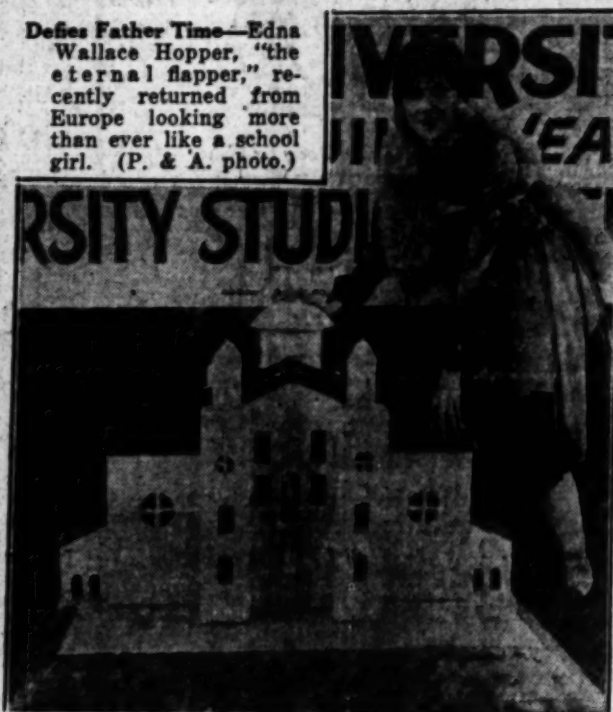 Defies Father Time—Edna
Wallace Hopper, "the
eternal flapper," re-
cently returned from
Europe looking more
than ever like a school
girl. (P. & A. photo.)
IVERSIT
'EA
RSITY STUDI